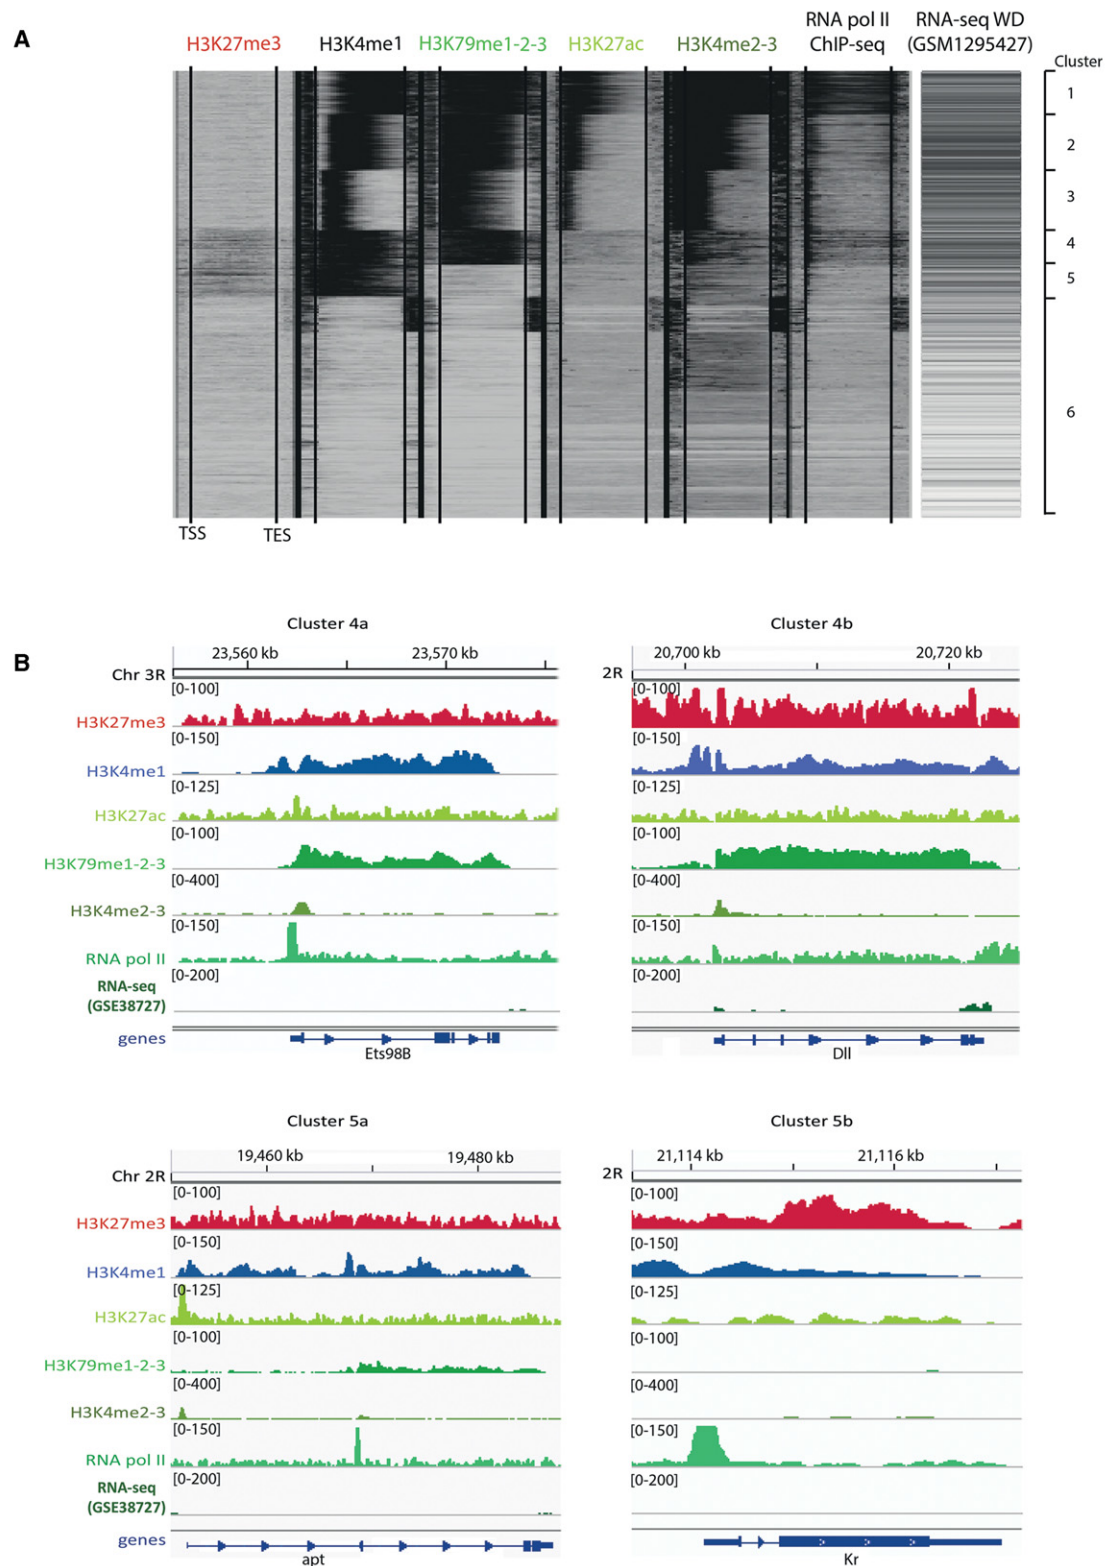 A
H3K27me3
H3K4me1
H3K79me1-2-3
H3K27ac
H3K4me2-3
RNA pol II
ChIP-seq
RNA-seq WD
(GSM1295427)
Cluster
1
2
3
4
5
6
TSS
TES
B
Cluster 4a
23,560 kb
23,570 kb
Chr 3R
[0-100]
H3K27me3
[0-150]
H3K4me1
[0-125]
H3K27ac
[0-100]
H3K79me1-2-3
[0-400]
H3K4me2-3
[0-150]
RNA pol II
[0-200]
RNA-seq
(GSE38727)
genes
Ets98B
Cluster 4b
20,700 kb
20,720 kb
2R
[0-100]
[0-150]
[0-125]
[0-100]
[0-400]
[0-150]
[0-200]
Dll
Cluster 5a
19,460 kb
19,480 kb
Chr 2R
[0-100]
H3K27me3
[0-150]
H3K4me1
[0-125]
H3K27ac
[0-100]
H3K79me1-2-3
[0-400]
H3K4me2-3
[0-150]
RNA pol II
[0-200]
RNA-seq
(GSE38727)
genes
apt
Cluster 5b
21,114 kb
21,116 kb
2R
[0-100]
[0-150]
[0-125]
[0-100]
[0-400]
[0-150]
[0-200]
Kr